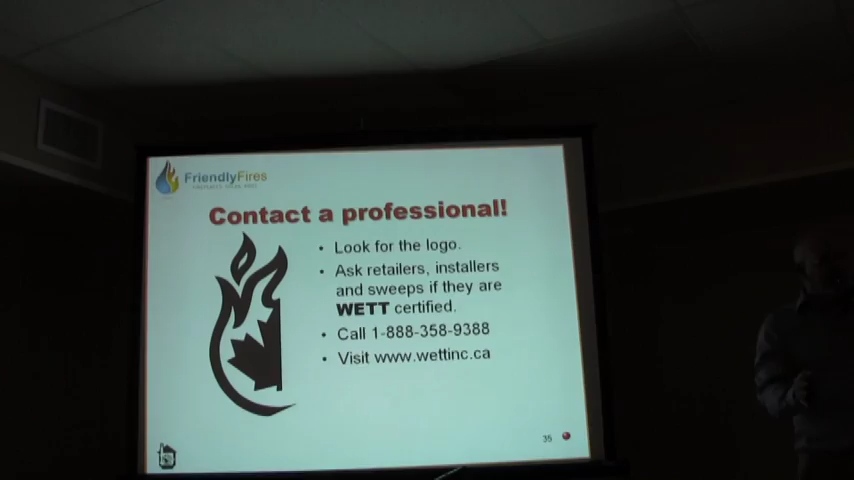 FriendlyFires
Contact a professional!
• Look for the logo.
• Ask retailers, installers
and sweeps if they are
WETT certified.
• Call 1-888-358-9388
• Visit www.wettinc.ca
35